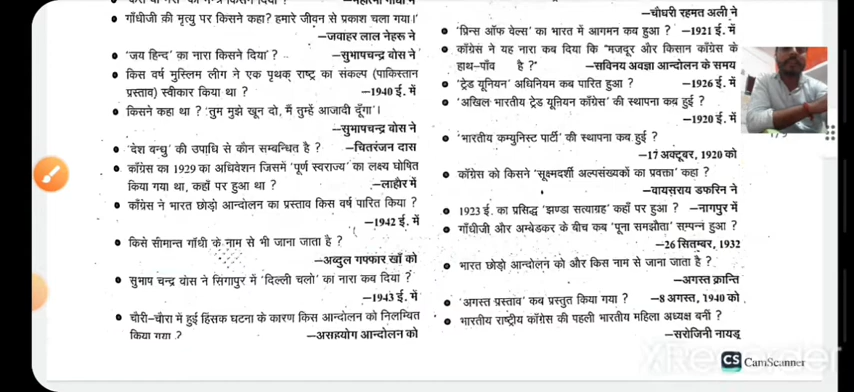 • गाँधीजी की मृत्यु पर किसने कहा? हमारे जीवन से प्रकाश चला गया।
–जवाहर लाल नेहरू ने
• 'जय हिन्द' का नारा किसने दिया? –सुभाषचन्द्र बोस ने
• किस वर्ष मुस्लिम लीग ने एक पृथक् राष्ट्र का संकल्प (पाकिस्तान
प्रस्ताव) स्वीकार किया था? –1940 ई. में
• किसने कहा था? 'तुम मुझे खून दो, मैं तुम्हें आजादी दूँगा'।
–सुभाषचन्द्र बोस ने
• 'देश बन्धु' की उपाधि से कौन सम्बन्धित है? –चितरंजन दास
• काँग्रेस का 1929 का अधिवेशन जिसमें 'पूर्ण स्वराज्य' का लक्ष्य घोषित
किया गया था, कहाँ पर हुआ था? –लाहौर में
• काँग्रेस ने भारत छोड़ो आन्दोलन का प्रस्ताव किस वर्ष पारित किया?
–1942 ई. में
• किसे सीमान्त गाँधी के नाम से भी जाना जाता है?
–अब्दुल गफ्फार खाँ को
• सुभाष चन्द्र बोस ने सिंगापुर में 'दिल्ली चलो' का नारा कब दिया?
–1943 ई. में
• चौरी-चौरा में हुई हिंसक घटना के कारण किस आन्दोलन को निलम्बित
किया गया? –असहयोग आन्दोलन को
–चौधरी रहमत अली ने
• 'प्रिन्स ऑफ वेल्स' का भारत में आगमन कब हुआ? –1921 ई. में
• काँग्रेस ने यह नारा कब दिया कि "मजदूर और किसान काँग्रेस के
हाथ-पाँव है?" –सविनय अवज्ञा आन्दोलन के समय
• 'ट्रेड यूनियन' अधिनियम कब पारित हुआ? –1926 ई. में
• 'अखिल भारतीय ट्रेड यूनियन काँग्रेस' की स्थापना कब हुई?
–1920 ई. में
• 'भारतीय कम्युनिस्ट पार्टी' की स्थापना कब हुई?
–17 अक्टूबर, 1920 को
• काँग्रेस को किसने 'सूक्ष्मदर्शी अल्पसंख्यकों का प्रवक्ता' कहा?
–वायसराय डफरिन ने
• 1923 ई. का प्रसिद्ध 'झण्डा सत्याग्रह' कहाँ पर हुआ? –नागपुर में
• गाँधीजी और अम्बेडकर के बीच कब 'पूना समझौता' सम्पन्न हुआ?
–26 सितम्बर, 1932
• भारत छोड़ो आन्दोलन को और किस नाम से जाना जाता है?
–अगस्त क्रान्ति
• 'अगस्त प्रस्ताव' कब प्रस्तुत किया गया? –8 अगस्त, 1940 को
• भारतीय राष्ट्रीय काँग्रेस की पहली भारतीय महिला अध्यक्ष बनीं?
–सरोजिनी नायडू
XRecorder
CS CamScanner